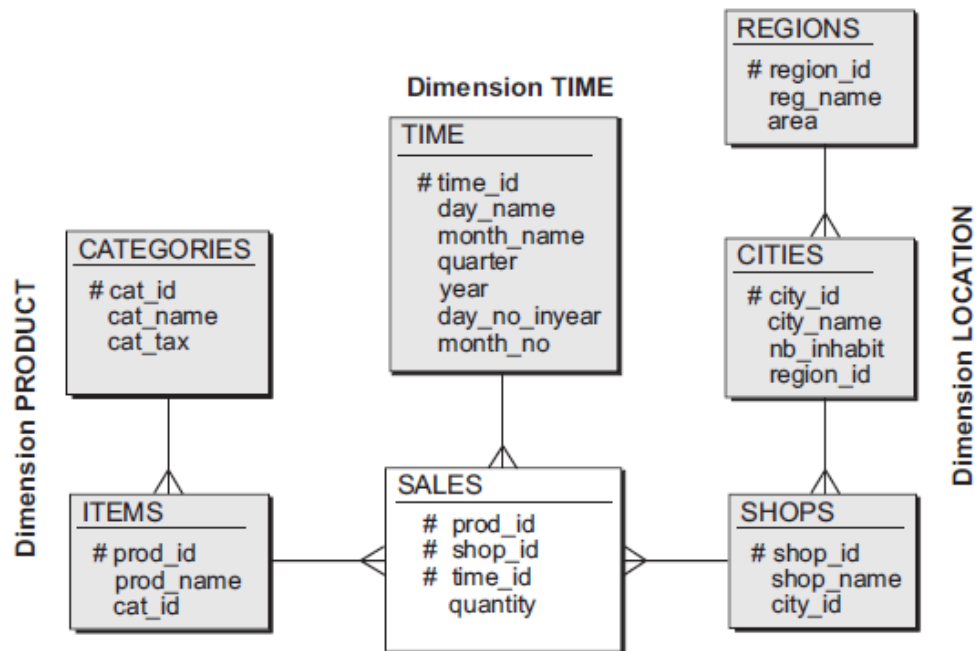 REGIONS
# region_id
reg_name
area
Dimension TIME
TIME
# time_id
day_name
month_name
quarter
year
day_no_inyear
month_no
Dimension PRODUCT
CATEGORIES
# cat_id
cat_name
cat_tax
CITIES
# city_id
city_name
nb_inhabit
region_id
Dimension LOCATION
ITEMS
# prod_id
prod_name
cat_id
SALES
# prod_id
# shop_id
# time_id
quantity
SHOPS
# shop_id
shop_name
city_id